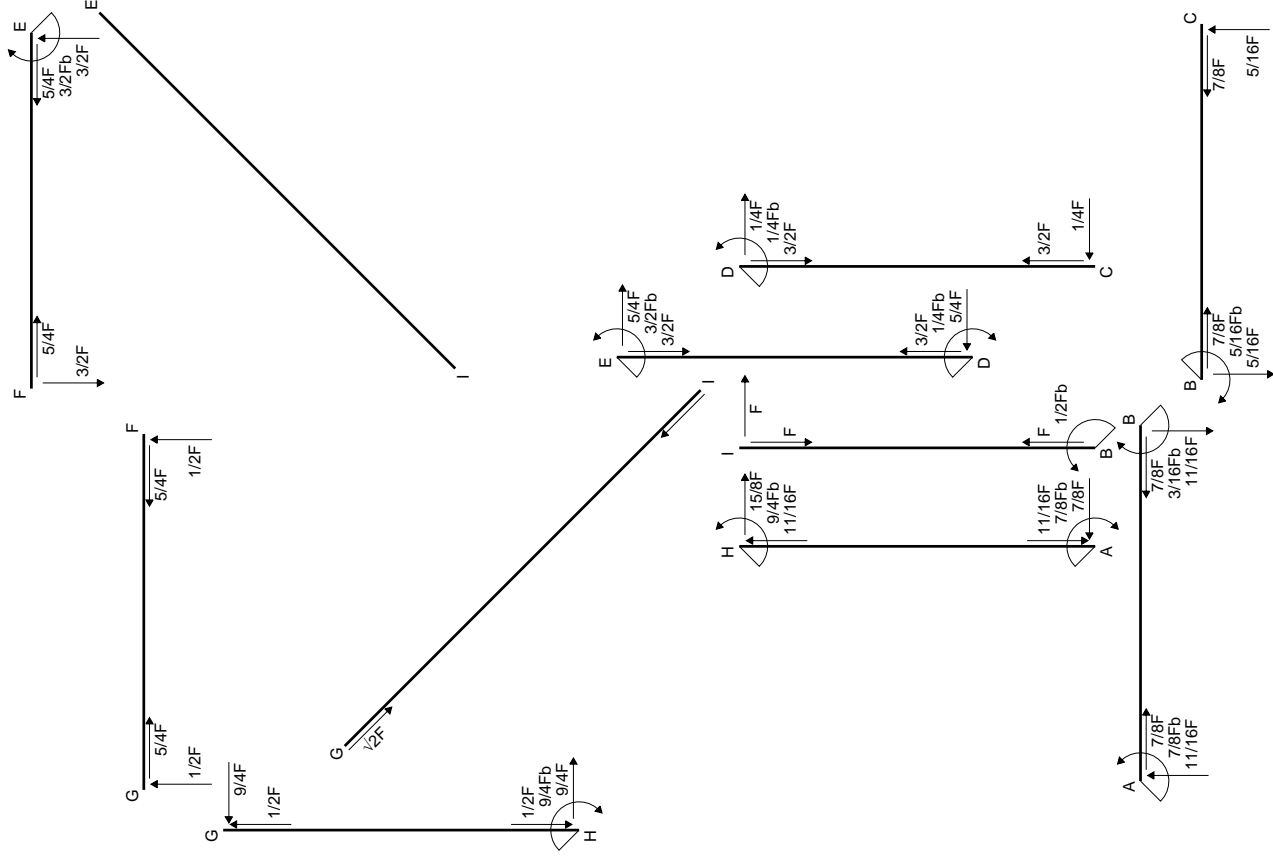 F
5/4F
3/2F
E
5/4F
3/2Fb
3/2F
E
I
G
5/4F
1/2F
F
5/4F
1/2F
G
9/4F
1/2F
H
1/2F
9/4Fb
9/4F
G
√2F
I
E
5/4F
3/2Fb
3/2F
D
3/2F
1/4Fb
5/4F
D
1/4F
1/4Fb
3/2F
C
3/2F
1/4F
I
F
F
B
F
1/2Fb
H
15/8F
9/4Fb
11/16F
A
11/16F
7/8Fb
7/8F
A
7/8F
7/8Fb
11/16F
B
7/8F
3/16Fb
11/16F
B
7/8F
5/16Fb
5/16F
C
7/8F
5/16F